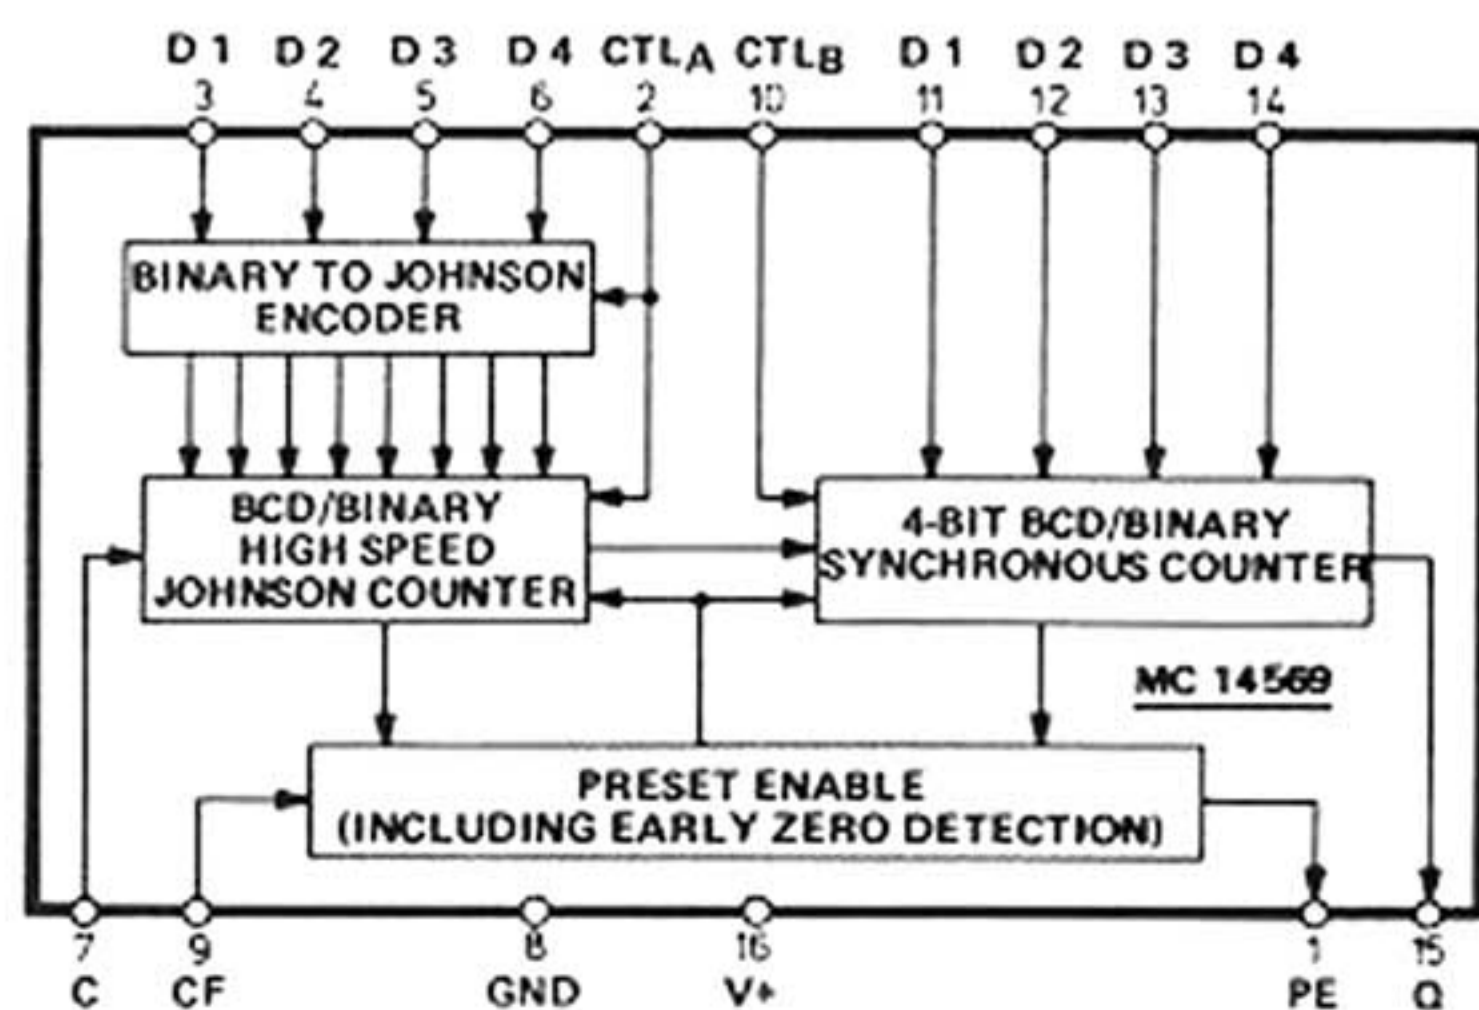 D1 D2 D3 D4 CTLA CTLB D1 D2 D3 D4
3 4 5 6 2 10 11 12 13 14
BINARY TO JOHNSON
ENCODER
BCD/BINARY
HIGH SPEED
JOHNSON COUNTER
4-BIT BCD/BINARY
SYNCHRONOUS COUNTER
MC 14569
PRESET ENABLE
(INCLUDING EARLY ZERO DETECTION)
7 9 8 16 1 15
C CF GND V+ PE Q